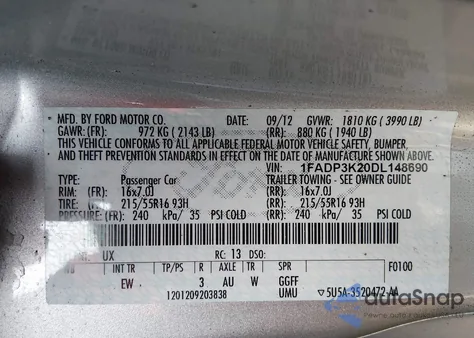 MFD. BY FORD MOTOR CO. DATE: 09/12 GVWR: 1810 KG ( 3990 LB)
GAWR: (FR): 972 KG ( 2143 LB) (RR): 880 KG ( 1940 LB)
THIS VEHICLE CONFORMS TO ALL APPLICABLE FEDERAL MOTOR VEHICLE SAFETY, BUMPER,
AND THEFT PREVENTION STANDARDS IN EFFECT ON THE DATE OF MANUFACTURE SHOWN ABOVE.
VIN: 1FADP3K20DL148690
TYPE: Passenger Car TRAILER TOWING - SEE OWNER GUIDE
RIM: (FR): 16x7.0J (RR): 16x7.0J
TIRE: 215/55R16 93H (RR): 215/55R16 93H
PRESSURE: (FR): 240 kPa/ 35 PSI COLD (RR): 240 kPa/ 35 PSI COLD
UX RC: 13 DSO:
INT TR TP/PS R AXLE TR SPR F0100
EW 3 AU W GGFF
1201209203838 UMU 5U5A-3520472-AA
autoSnap